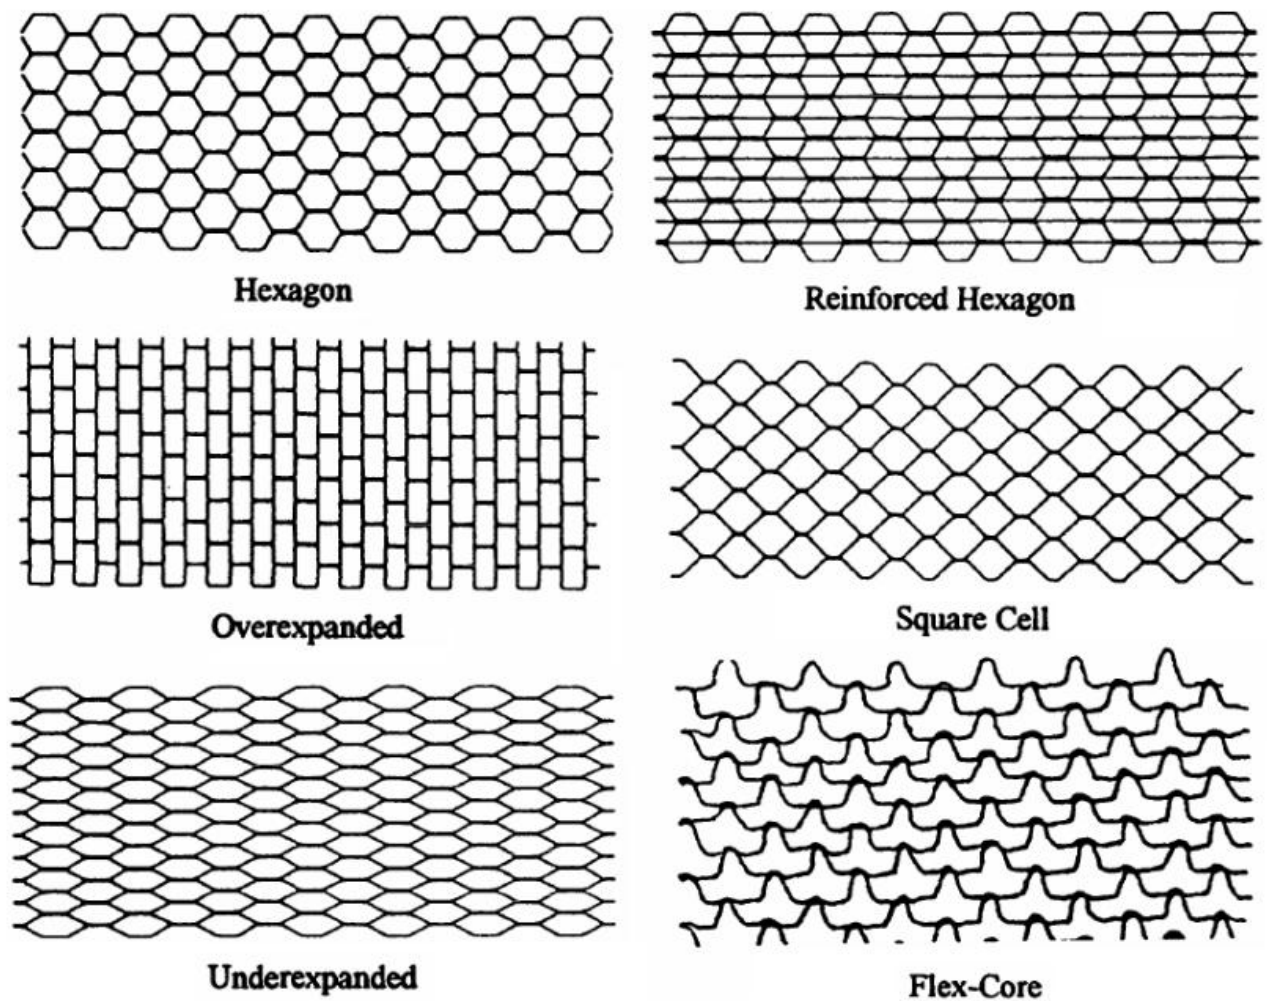 Hexagon
Reinforced Hexagon
Overexpanded
Square Cell
Underexpanded
Flex-Core